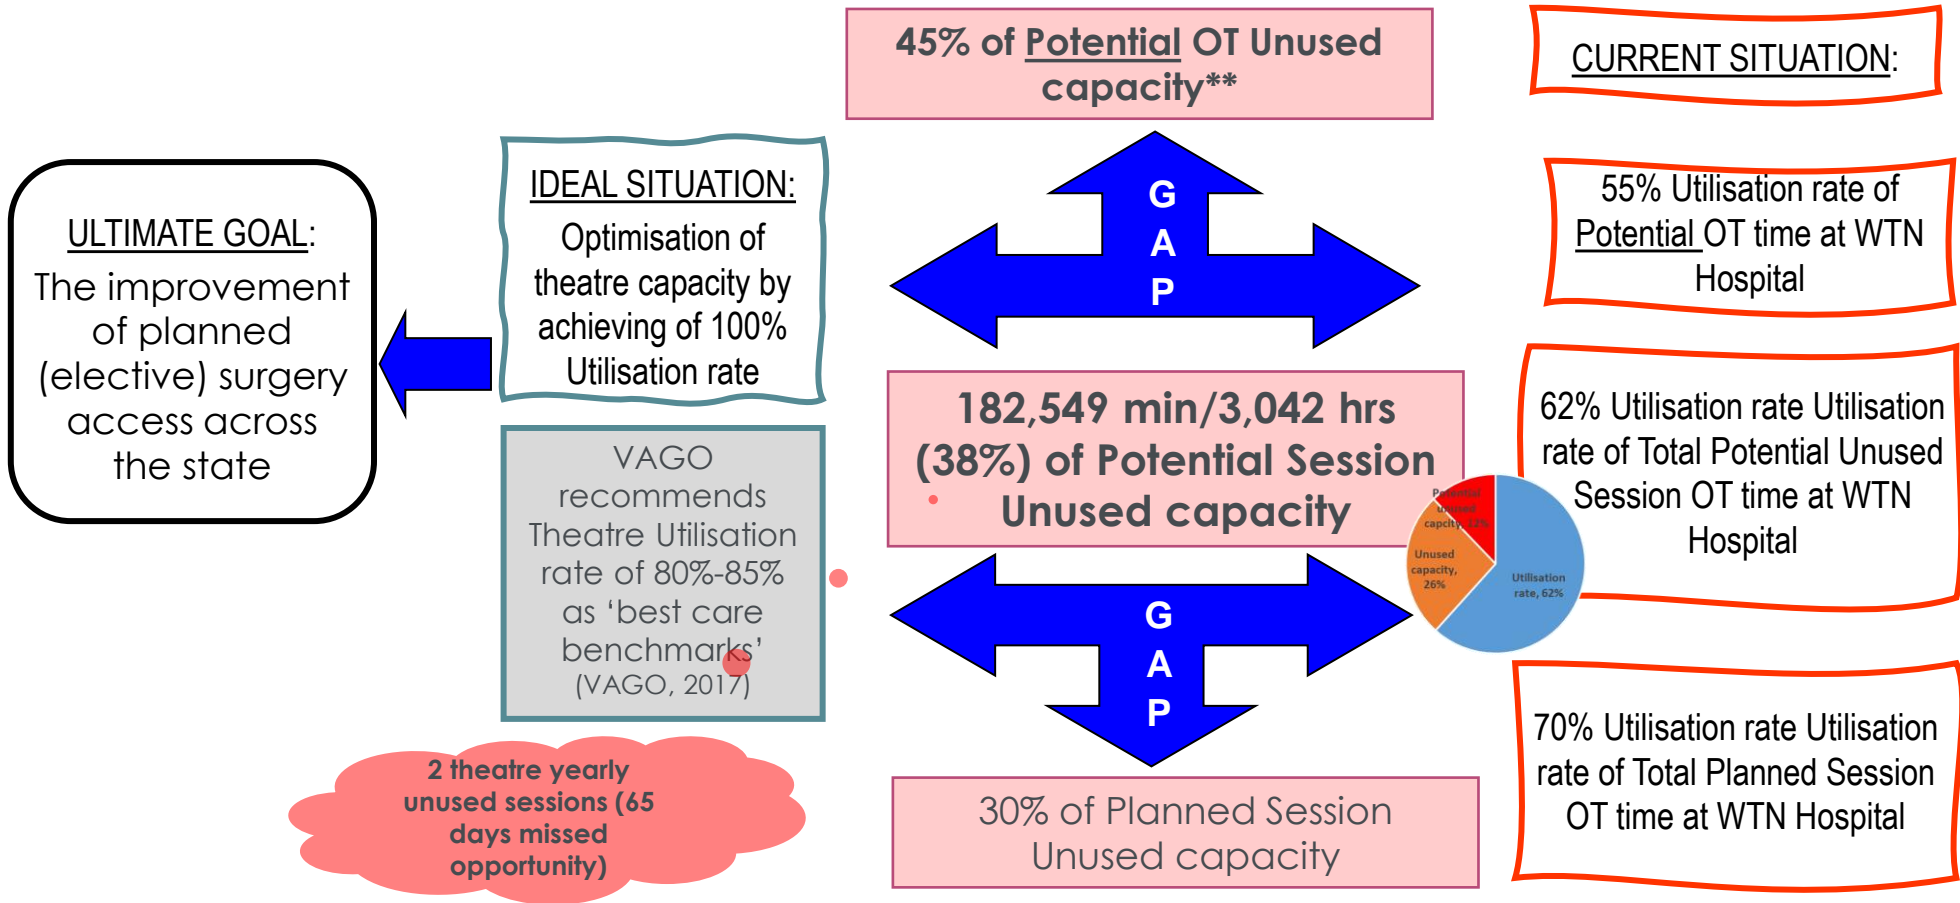 ULTIMATE GOAL:
The improvement
of planned
(elective) surgery
access across
the state
IDEAL SITUATION:
Optimisation of
theatre capacity by
achieving of 100%
Utilisation rate
VAGO
recommends
Theatre Utilisation
rate of 80%-85%
as ‘best care
benchmarks’
(VAGO, 2017)
2 theatre yearly
unused sessions (65
days missed
opportunity)
45% of Potential OT Unused
capacity**
G
A
P
182,549 min/3,042 hrs
(38%) of Potential Session
Unused capacity
G
A
P
30% of Planned Session
Unused capacity
CURRENT SITUATION:
55% Utilisation rate of
Potential OT time at WTN
Hospital
62% Utilisation rate Utilisation
rate of Total Potential Unused
Session OT time at WTN
Hospital
Potential
unused
capcity, 12%
Unused
capacity,
26%
Utilisation
rate, 62%
70% Utilisation rate Utilisation
rate of Total Planned Session
OT time at WTN Hospital